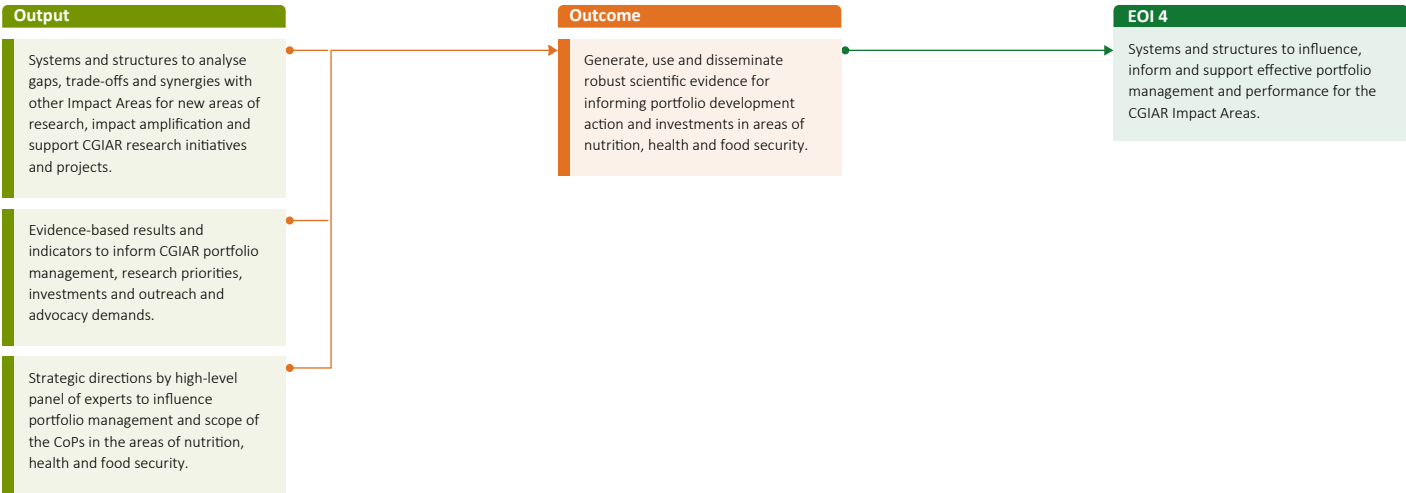 Output
Systems and structures to analyse
gaps, trade-offs and synergies with
other Impact Areas for new areas of
research, impact amplification and
support CGIAR research initiatives
and projects.
Evidence-based results and
indicators to inform CGIAR portfolio
management, research priorities,
investments and outreach and
advocacy demands.
Strategic directions by high-level
panel of experts to influence
portfolio management and scope of
the CoPs in the areas of nutrition,
health and food security.
Outcome
Generate, use and disseminate
robust scientific evidence for
informing portfolio development
action and investments in areas of
nutrition, health and food security.
EOI 4
Systems and structures to influence,
inform and support effective portfolio
management and performance for the
CGIAR Impact Areas.